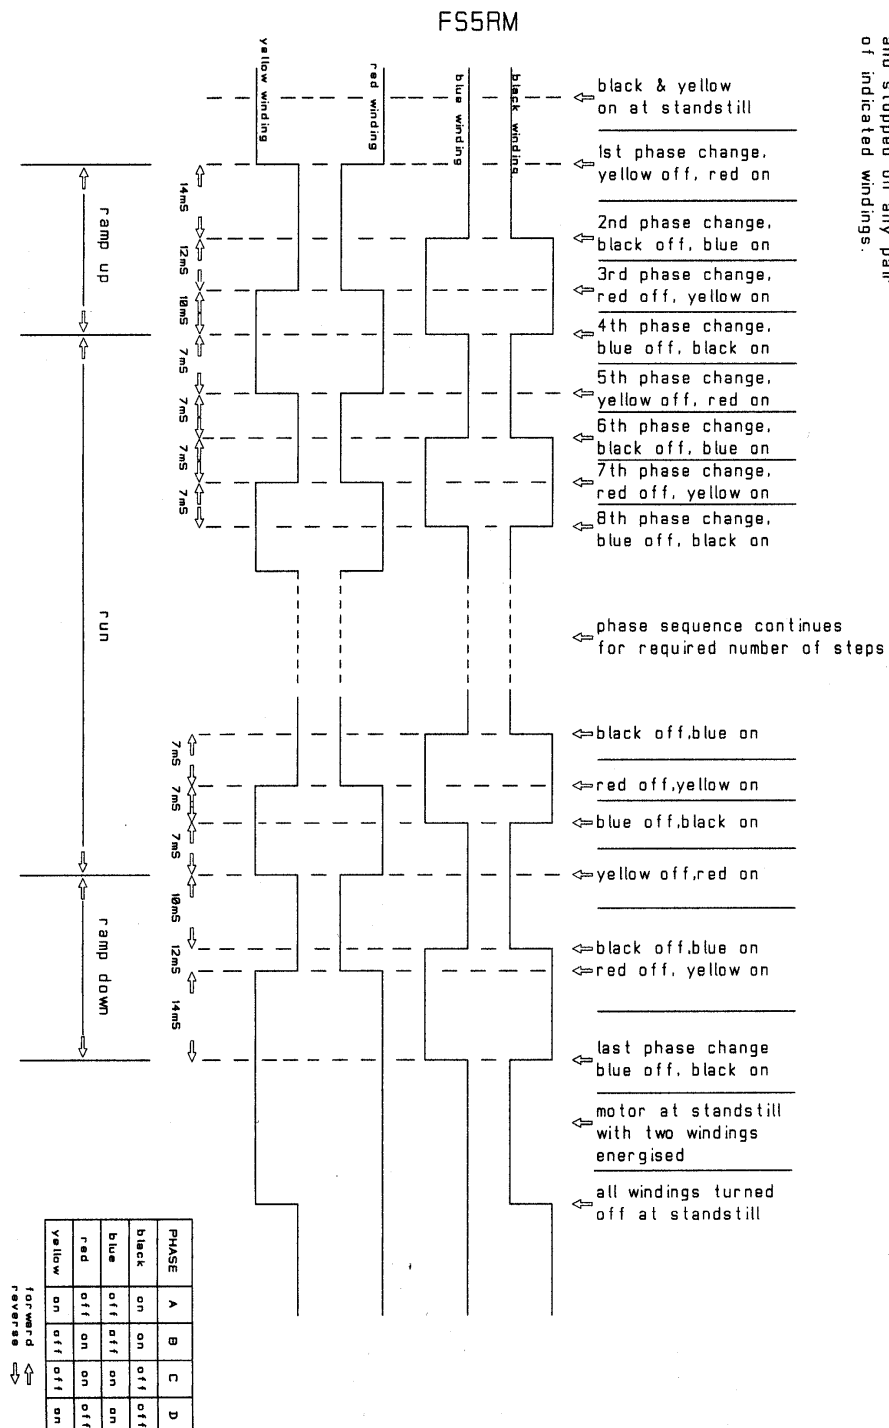 FS5RM
and stopped on any pair
of indicated windings.
yellow winding
red winding
blue winding
black winding
black & yellow
on at standstill
1st phase change,
yellow off, red on
2nd phase change,
black off, blue on
3rd phase change,
red off, yellow on
4th phase change,
blue off, black on
5th phase change,
yellow off, red on
6th phase change,
black off, blue on
7th phase change,
red off, yellow on
8th phase change,
blue off, black on
phase sequence continues
for required number of steps
black off,blue on
red off,yellow on
blue off,black on
yellow off,red on
black off,blue on
red off, yellow on
last phase change
blue off, black on
motor at standstill
with two windings
energised
all windings turned
off at standstill
14mS
12mS
10mS
7mS
7mS
7mS
7mS
7mS
7mS
7mS
10mS
12mS
14mS
ramp up
run
ramp down
PHASE A B C D
black on on off off
blue off off on on
red off on on off
yellow on off off on
forward
reverse